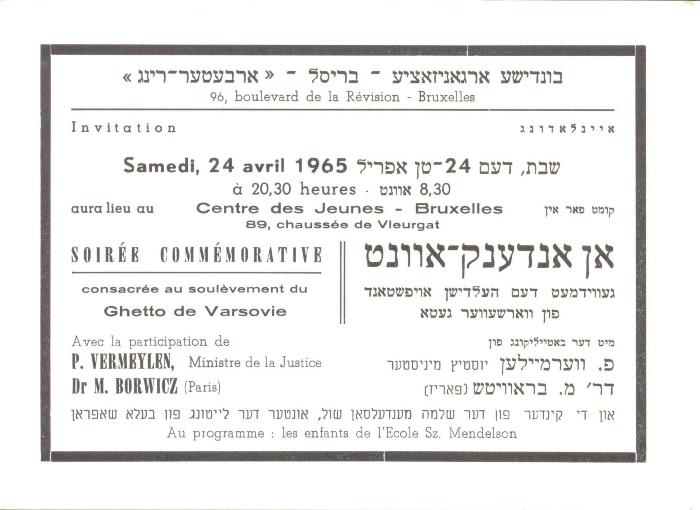 בונדישע ארגאניזאציע - בריסל - « ארבעטער-רינג »
96, boulevard de la Révision - Bruxelles
Invitation
איינלאדונג
Samedi, 24 avril 1965 שבת, דעם 24-טן אפריל
à 20,30 heures - 8,30 אוונט
aura lieu au Centre des Jeunes - Bruxelles קומט פאר אין
89, chaussée de Vleurgat
SOIRÉE COMMÉMORATIVE
consacrée au soulèvement du
Ghetto de Varsovie
אן אנדענק-אוונט
געווידמעט דעם העלדישן אויפשטאנד
פון ווארשעווער געטא
Avec la participation de
P. VERMEYLEN, Ministre de la Justice
Dr M. BORWICZ (Paris)
מיט דער באטייליקונג פון
פ. ווערמיילען יוסטיץ מיניסטער
דר' מ. בראוויטש (פאריז)
און די קינדער פון דער שלמה מענדעלסאן שול, אונטער דער לייטונג פון בעלא שאפראן
Au programme : les enfants de l'Ecole Sz. Mendelson